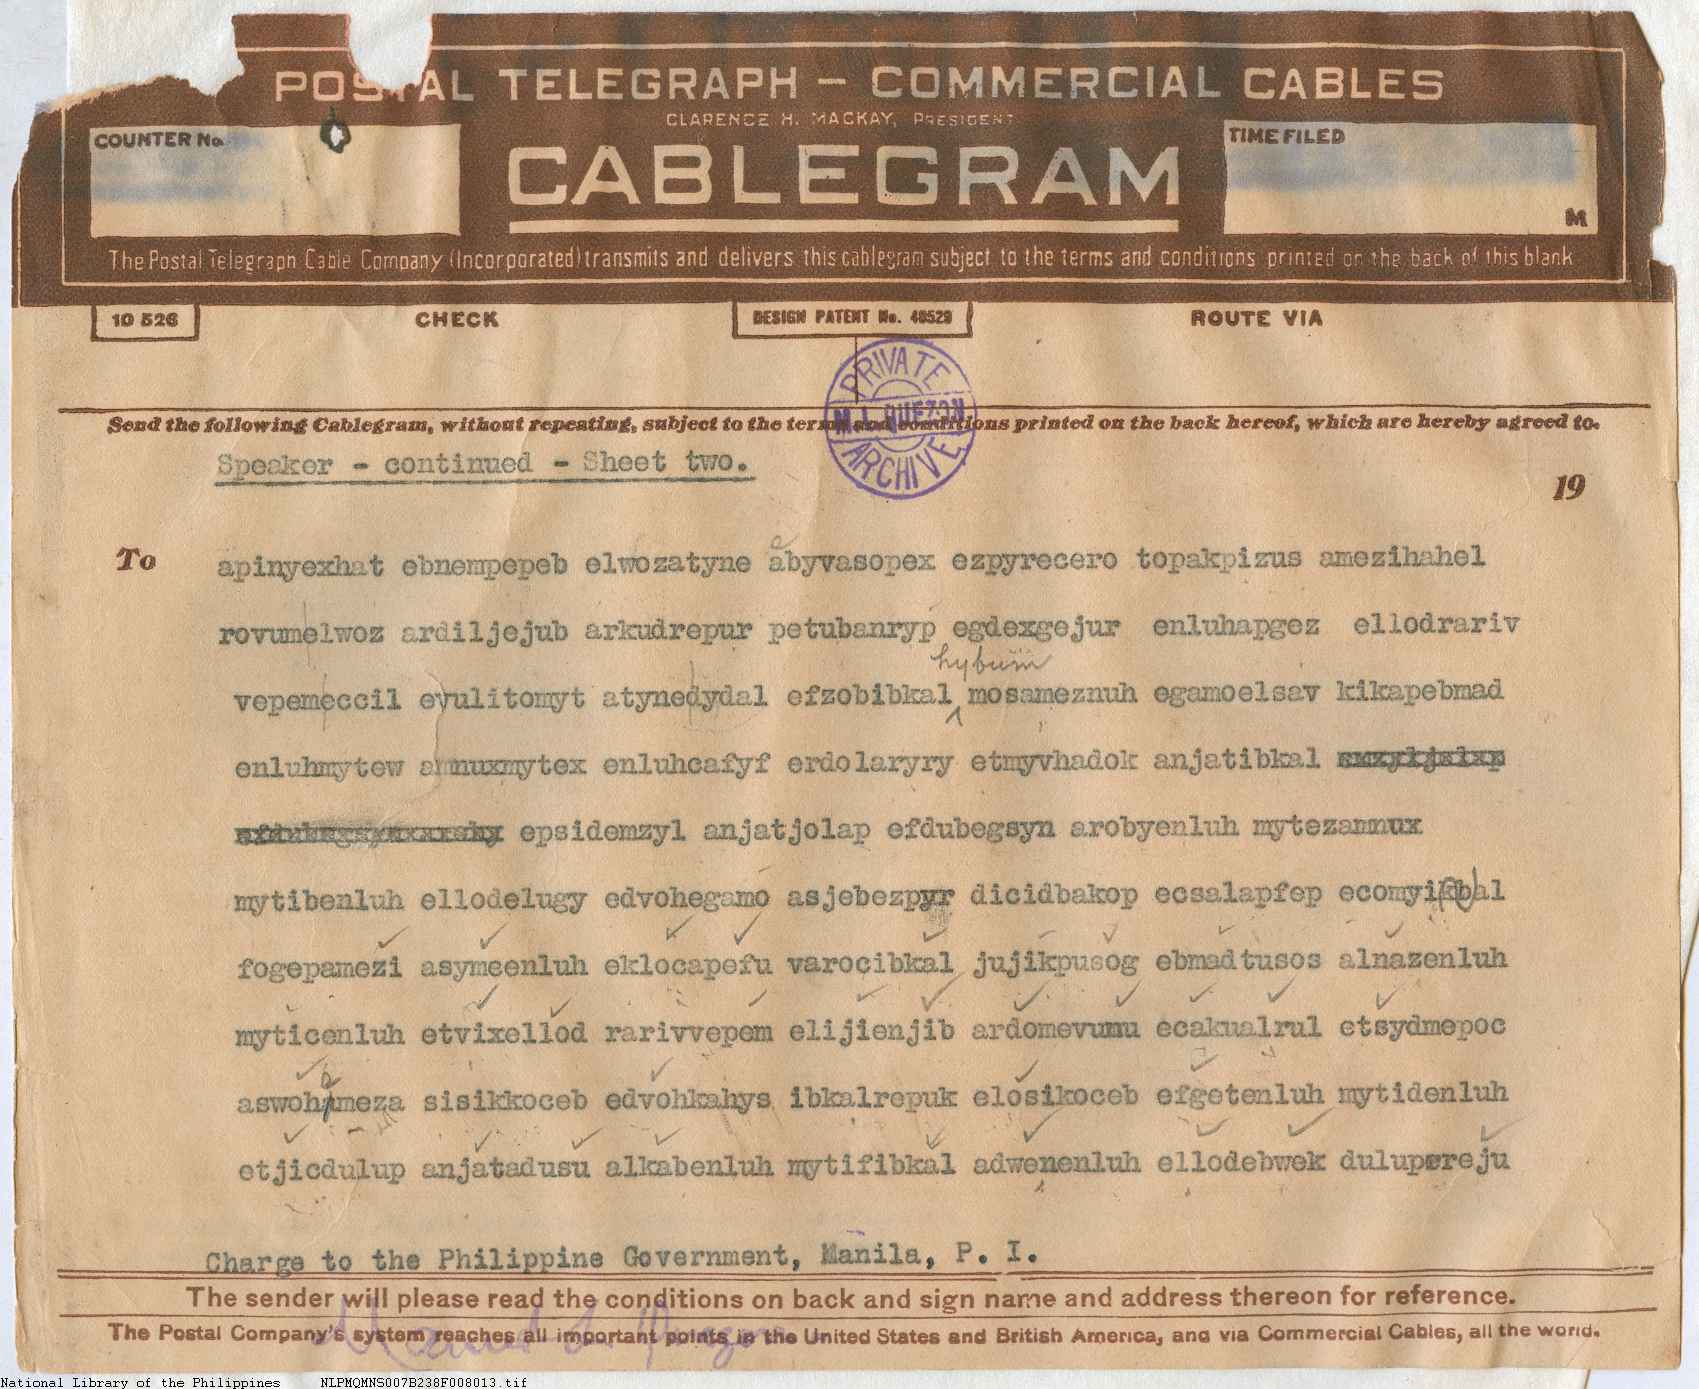 POSTAL TELEGRAPH — COMMERCIAL CABLES
CLARENCE H. MACKAY, PRESIDENT
COUNTER No.
CABLEGRAM
TIME FILED
M
The Postal Telegraph Cable Company (Incorporated) transmits and delivers this cablegram subject to the terms and conditions printed on the back of this blank
10 526
CHECK
DESIGN PATENT No. 40529
ROUTE VIA
PRIVATE
M. L. QUEZON
ARCHIVE
Send the following Cablegram, without repeating, subject to the terms and conditions printed on the back hereof, which are hereby agreed to.
Speaker - continued - Sheet two.
19
To
apinyexhat ebnempepeb elwozatyne abyvasopex ezpyrecero topakpizus amezihahel
rovumelwoz ardiljejub arkudrepur petubanryp egdexgejur enluhapgez ellodrariv
hybum
vepemeccil evulitomyt atynedydal efzobibkal mosameznuh egamoelsav kikapebmad
enluhmytew amnuxmytex enluhcafyf erdolaryry etmyvhadok anjatibkal
epsidemzyl anjatjolap efdubegsyn arobyenluh mytezamnux
mytibenluh ellodelugy edvohegamo asjebezpyr dicidbakop ecsalapfep ecomyikbal
fogepamezi asymeenluh eklocapefu varocibkal jujikpusog ebmadtusos alnazenluh
myticenluh etvixellod rarivvepem elijienjib ardomevumu ecakualrul etsydmepoc
aswohameza sisikkoceb edvohkahys ibkalrepuk elosikoceb efgetenluh mytidenluh
etjicdulup anjatadusu alkabenluh mytifibkal adwenenluh ellodebwek dulupereju
Charge to the Philippine Government, Manila, P. I.
The sender will please read the conditions on back and sign name and address thereon for reference.
The Postal Company's system reaches all important points in the United States and British America, and via Commercial Cables, all the world.
National Library of the Philippines NLPMQMNS007B238F008013.tif